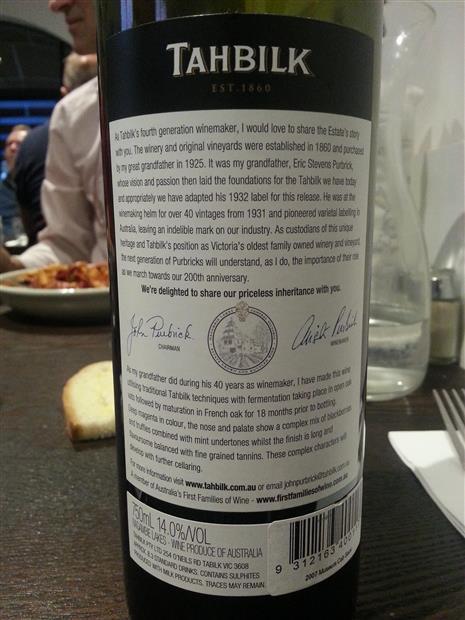 TAHBILK
EST.1860
As Tahbilk's fourth generation winemaker, I would love to share the Estate's story
with you. The winery and original vineyards were established in 1860 and purchased
by my great grandfather in 1925. It was my grandfather, Eric Stevens Purbrick,
whose vision and passion then laid the foundations for the Tahbilk we have today
and appropriately we have adapted his 1932 label for this release. He was at the
winemaking helm for over 40 vintages from 1931 and pioneered varietal labelling in
Australia, leaving an indelible mark on our industry. As custodians of this unique
heritage and Tahbilk's position as Victoria's oldest family owned winery and vineyard,
the next generation of Purbricks will understand, as I do, the importance of their role
as we march towards our 200th anniversary.
We're delighted to share our priceless inheritance with you.
John Purbrick
CHAIRMAN
Alister Purbrick
WINEMAKER
As my grandfather did during his 40 years as winemaker, I have made this wine
utilising traditional Tahbilk techniques with fermentation taking place in open oak
vats followed by maturation in French oak for 18 months prior to bottling.
Deep magenta in colour, the nose and palate show a complex mix of blackberries
and truffles combined with mint undertones whilst the finish is long and
flavoursome balanced with fine grained tannins. These complex characters will
develop with further cellaring.
For more information visit www.tahbilk.com.au or email johnpurbrick@tahbilk.com.au
A member of Australia's First Families of Wine - www.firstfamiliesofwine.com.au
750mL 14.0%/VOL
NAGAMBIE LAKES - WINE PRODUCE OF AUSTRALIA
TAHBILK PTY LTD 254 O'NEILS RD TABILK VIC 3608
APPROX. 8.3 STANDARD DRINKS. CONTAINS SULPHITES
PRODUCED WITH MILK PRODUCTS. TRACES MAY REMAIN.
9 312163 400
2007 Museum Cab Sauv